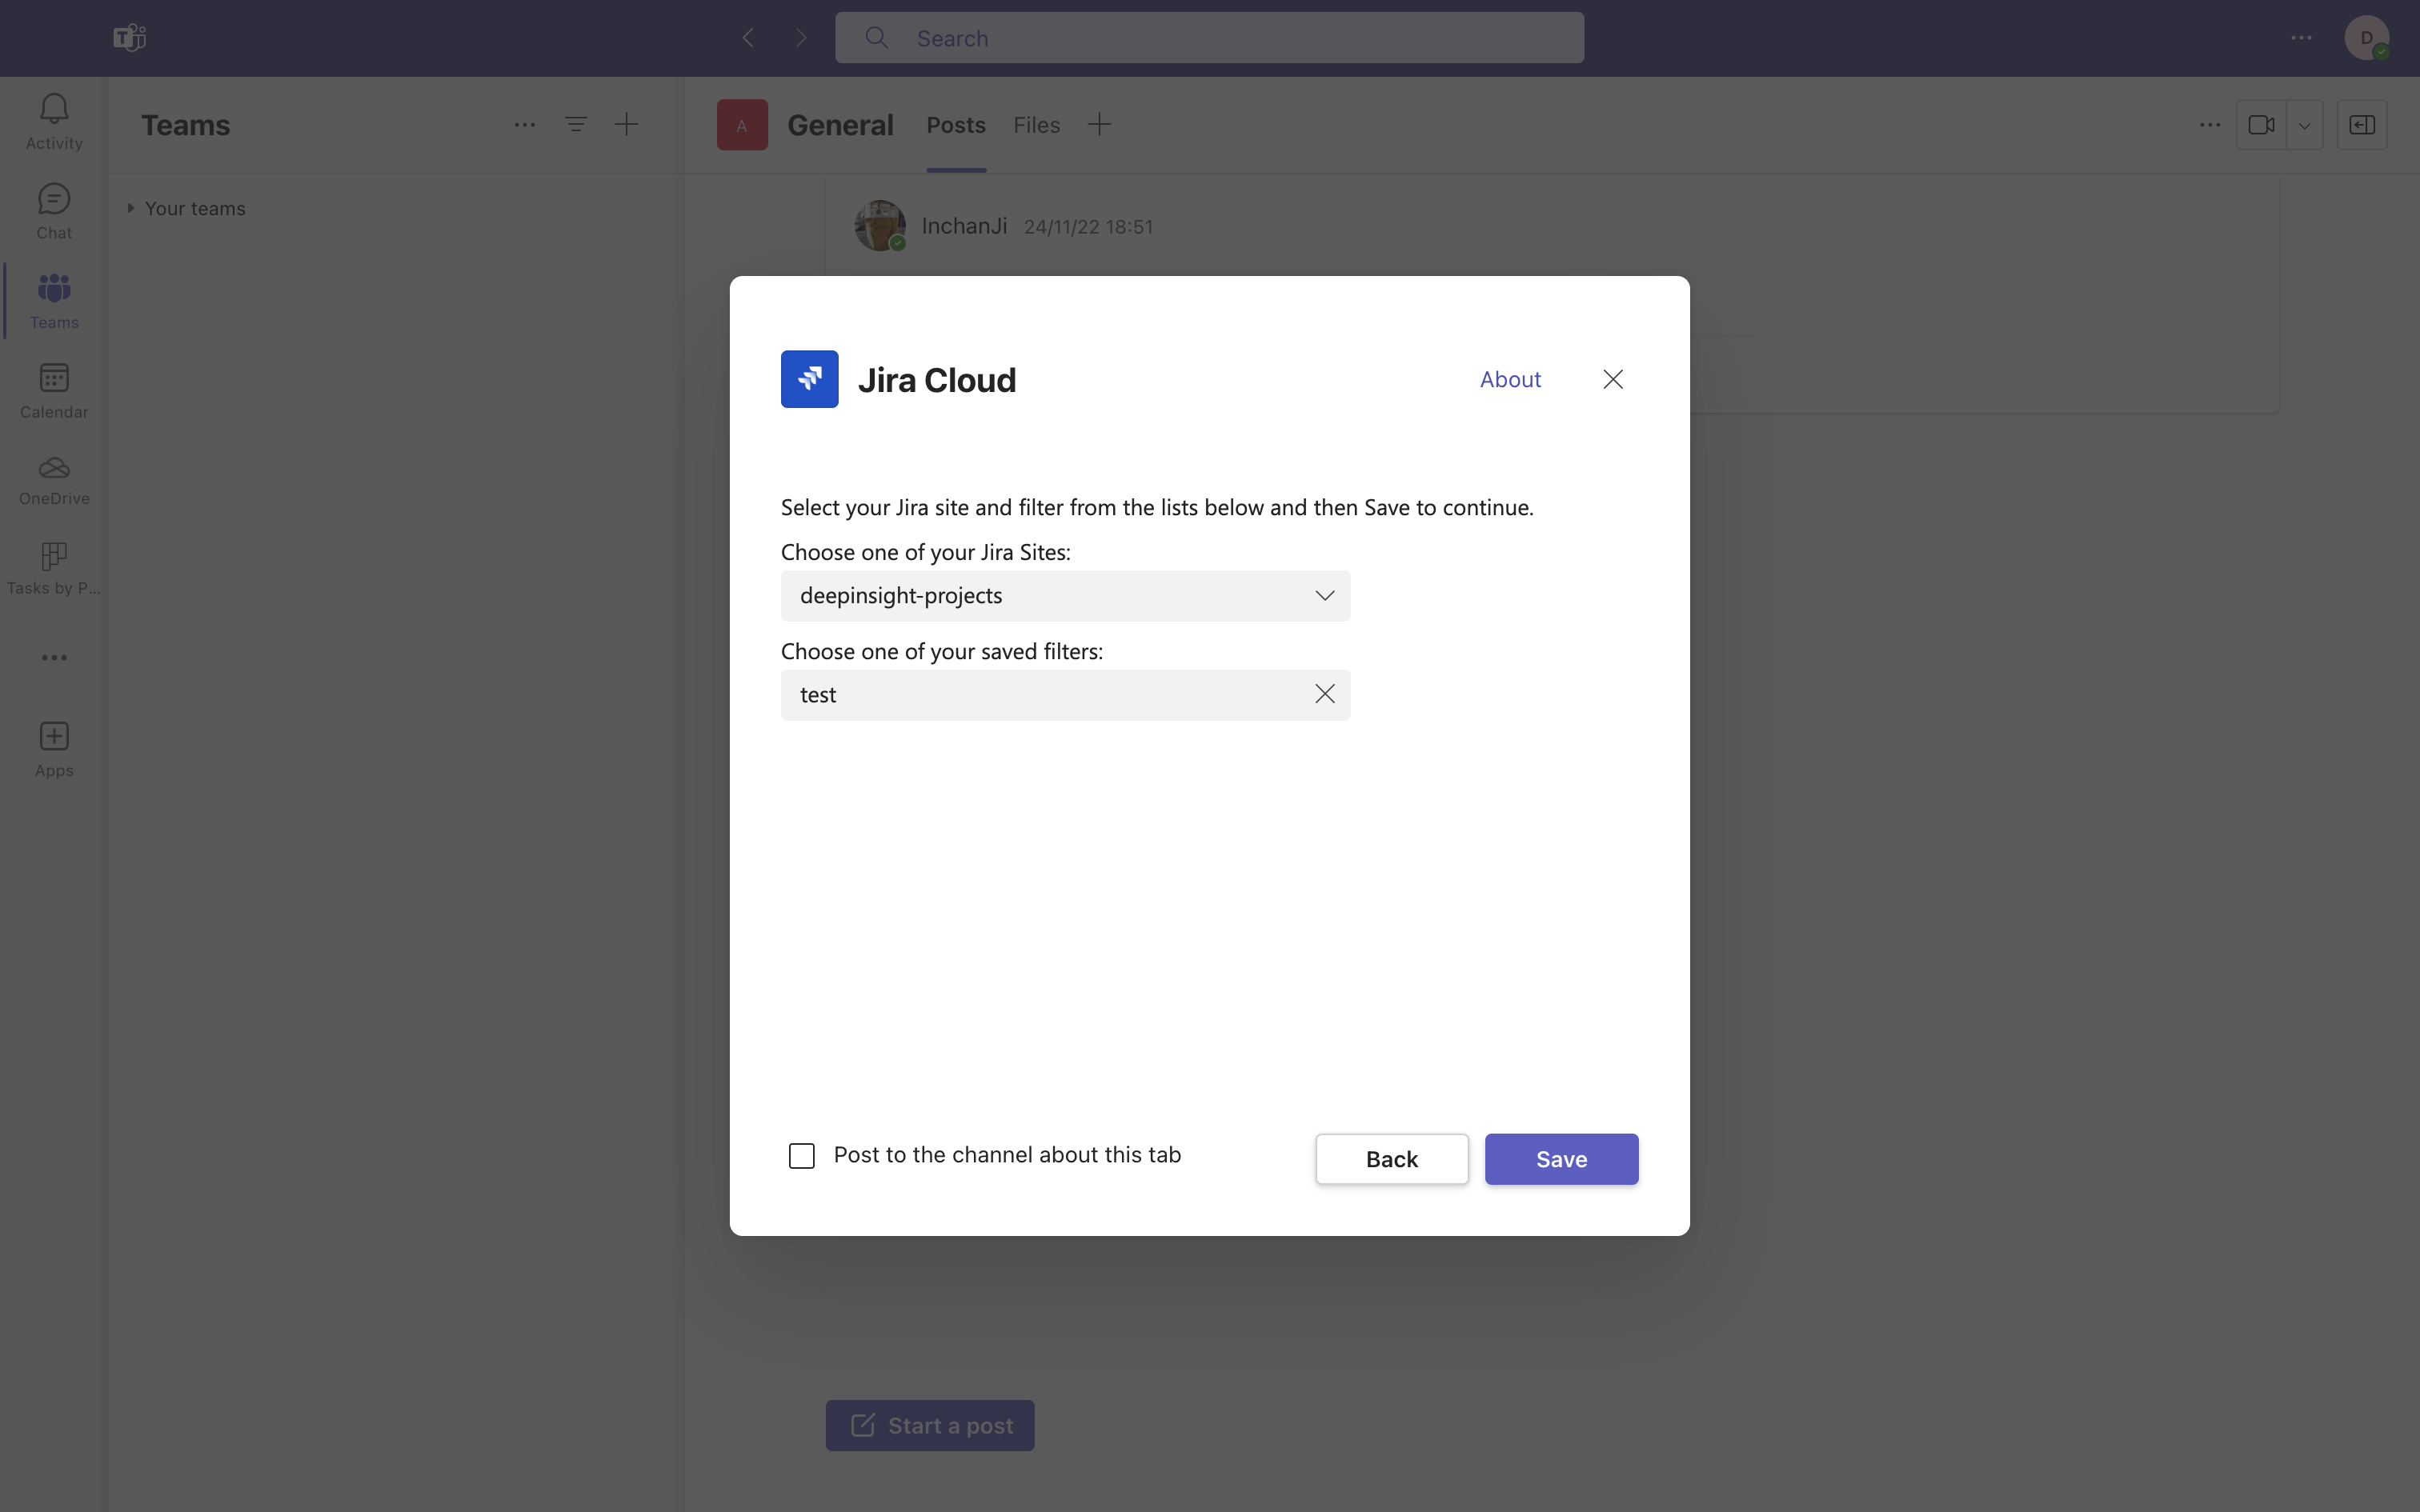 Search
D
Activity
Chat
Teams
Calendar
OneDrive
Tasks by P...
Apps
Teams
Your teams
A
General
Posts
Files
InchanJi 24/11/22 18:51
Jira Cloud
About
Select your Jira site and filter from the lists below and then Save to continue.
Choose one of your Jira Sites:
deepinsight-projects
Choose one of your saved filters:
test
Post to the channel about this tab
Back
Save
Start a post